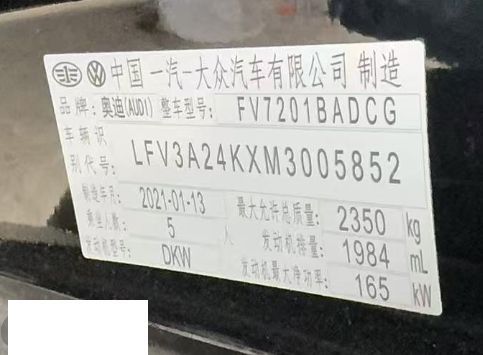 中国 一汽-大众汽车有限公司 制造
品牌: 奥迪(AUDI) 整车型号: FV7201BADCG
车辆识别代号: LFV3A24KXM3005852
制造年月: 2021-01-13 最大允许总质量: 2350 kg
乘坐人数: 5 人 发动机排量: 1984 mL
发动机型号: DKW 发动机最大净功率: 165 kW